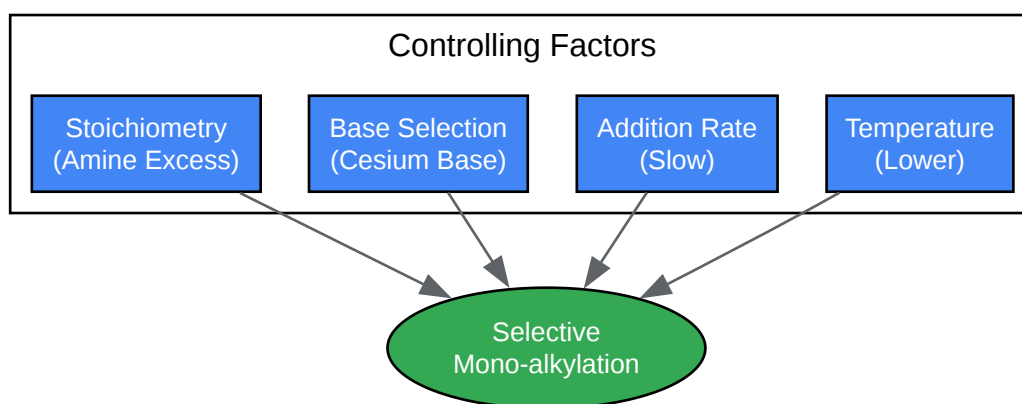 Controlling Factors
Stoichiometry
(Amine Excess)
Base Selection
(Cesium Base)
Addition Rate
(Slow)
Temperature
(Lower)
Selective
Mono-alkylation